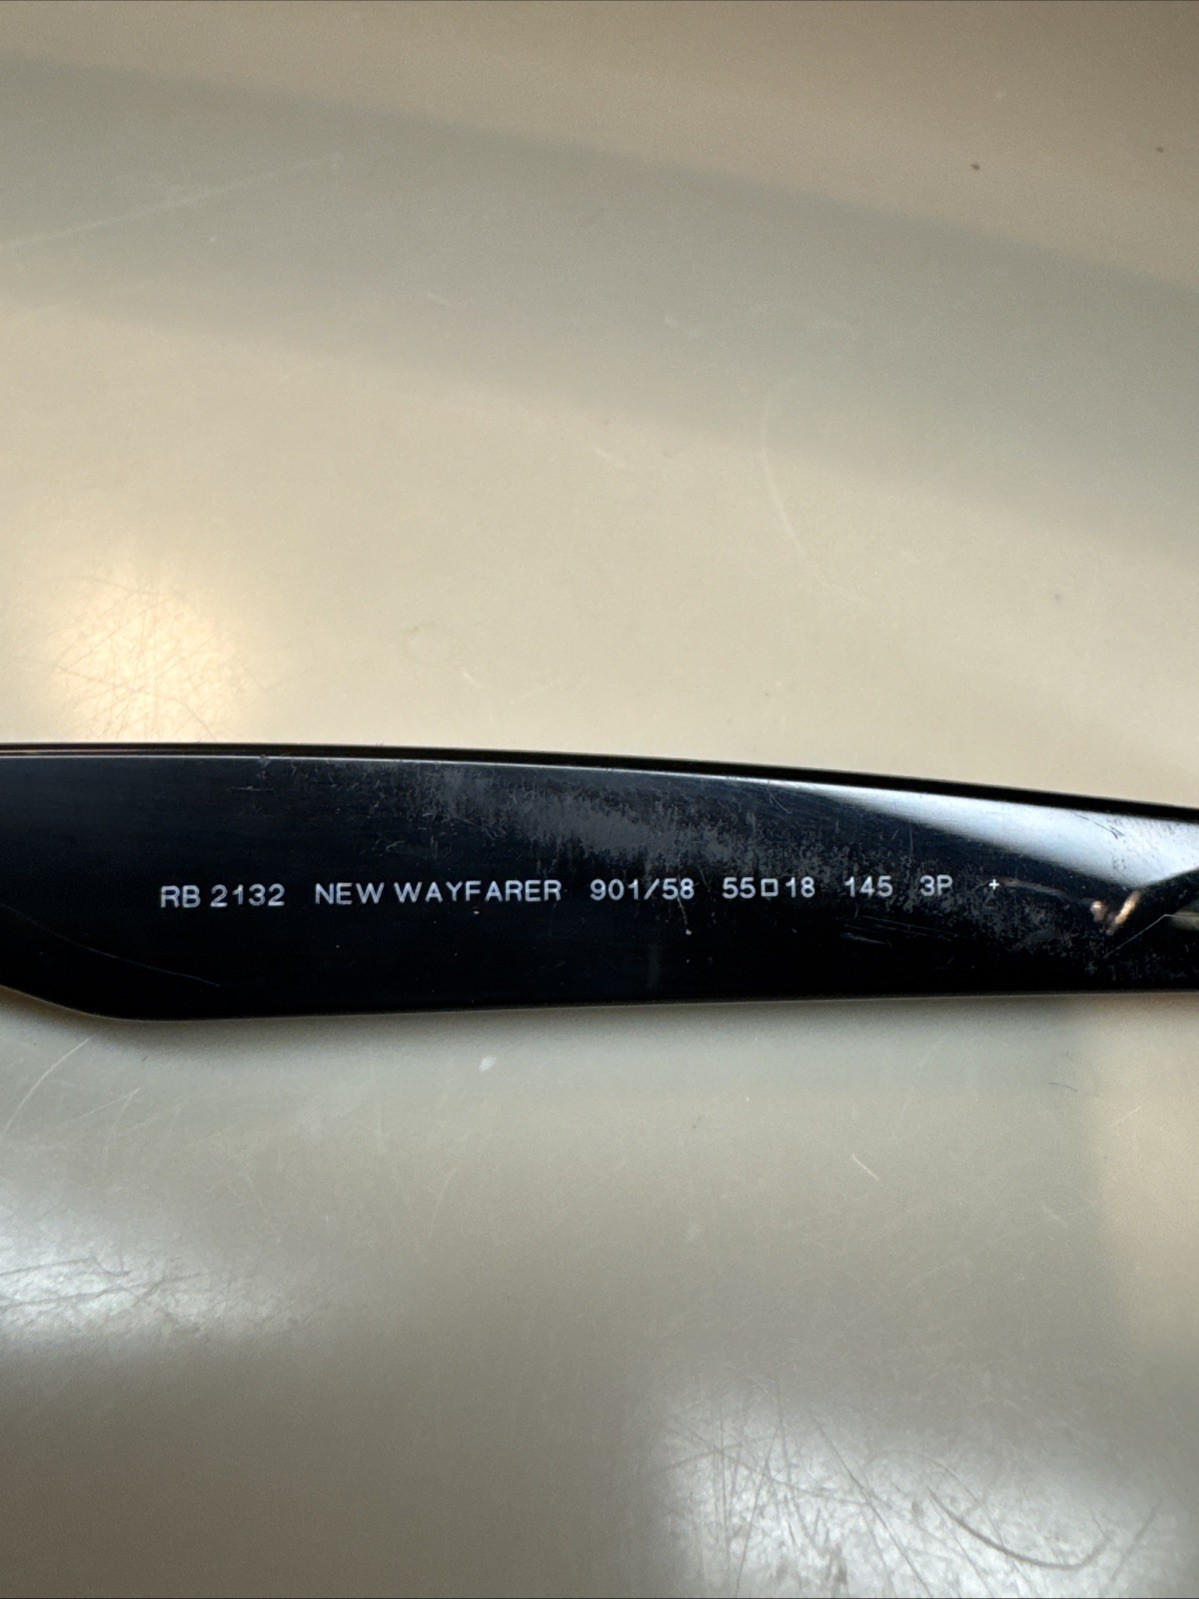 RB 2132 NEW WAYFARER 901/58 55□18 145 3P +